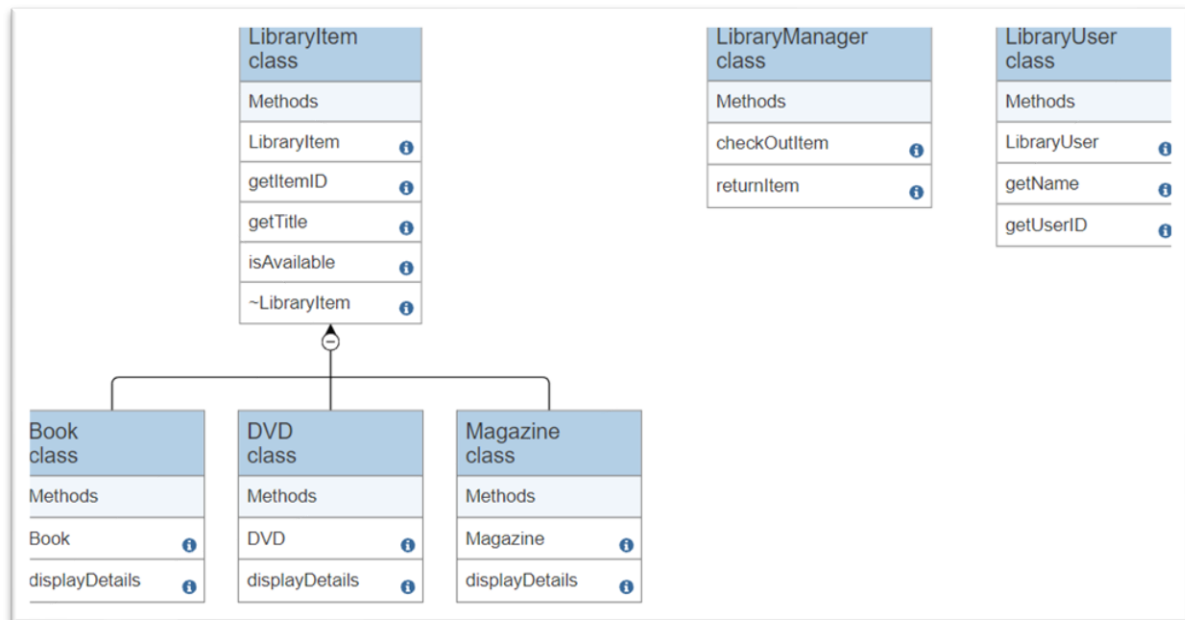 LibraryItem
class
Methods
LibraryItem
getItemID
getTitle
isAvailable
~LibraryItem
LibraryManager
class
Methods
checkOutItem
returnItem
LibraryUser
class
Methods
LibraryUser
getName
getUserID
Book
class
Methods
Book
displayDetails
DVD
class
Methods
DVD
displayDetails
Magazine
class
Methods
Magazine
displayDetails